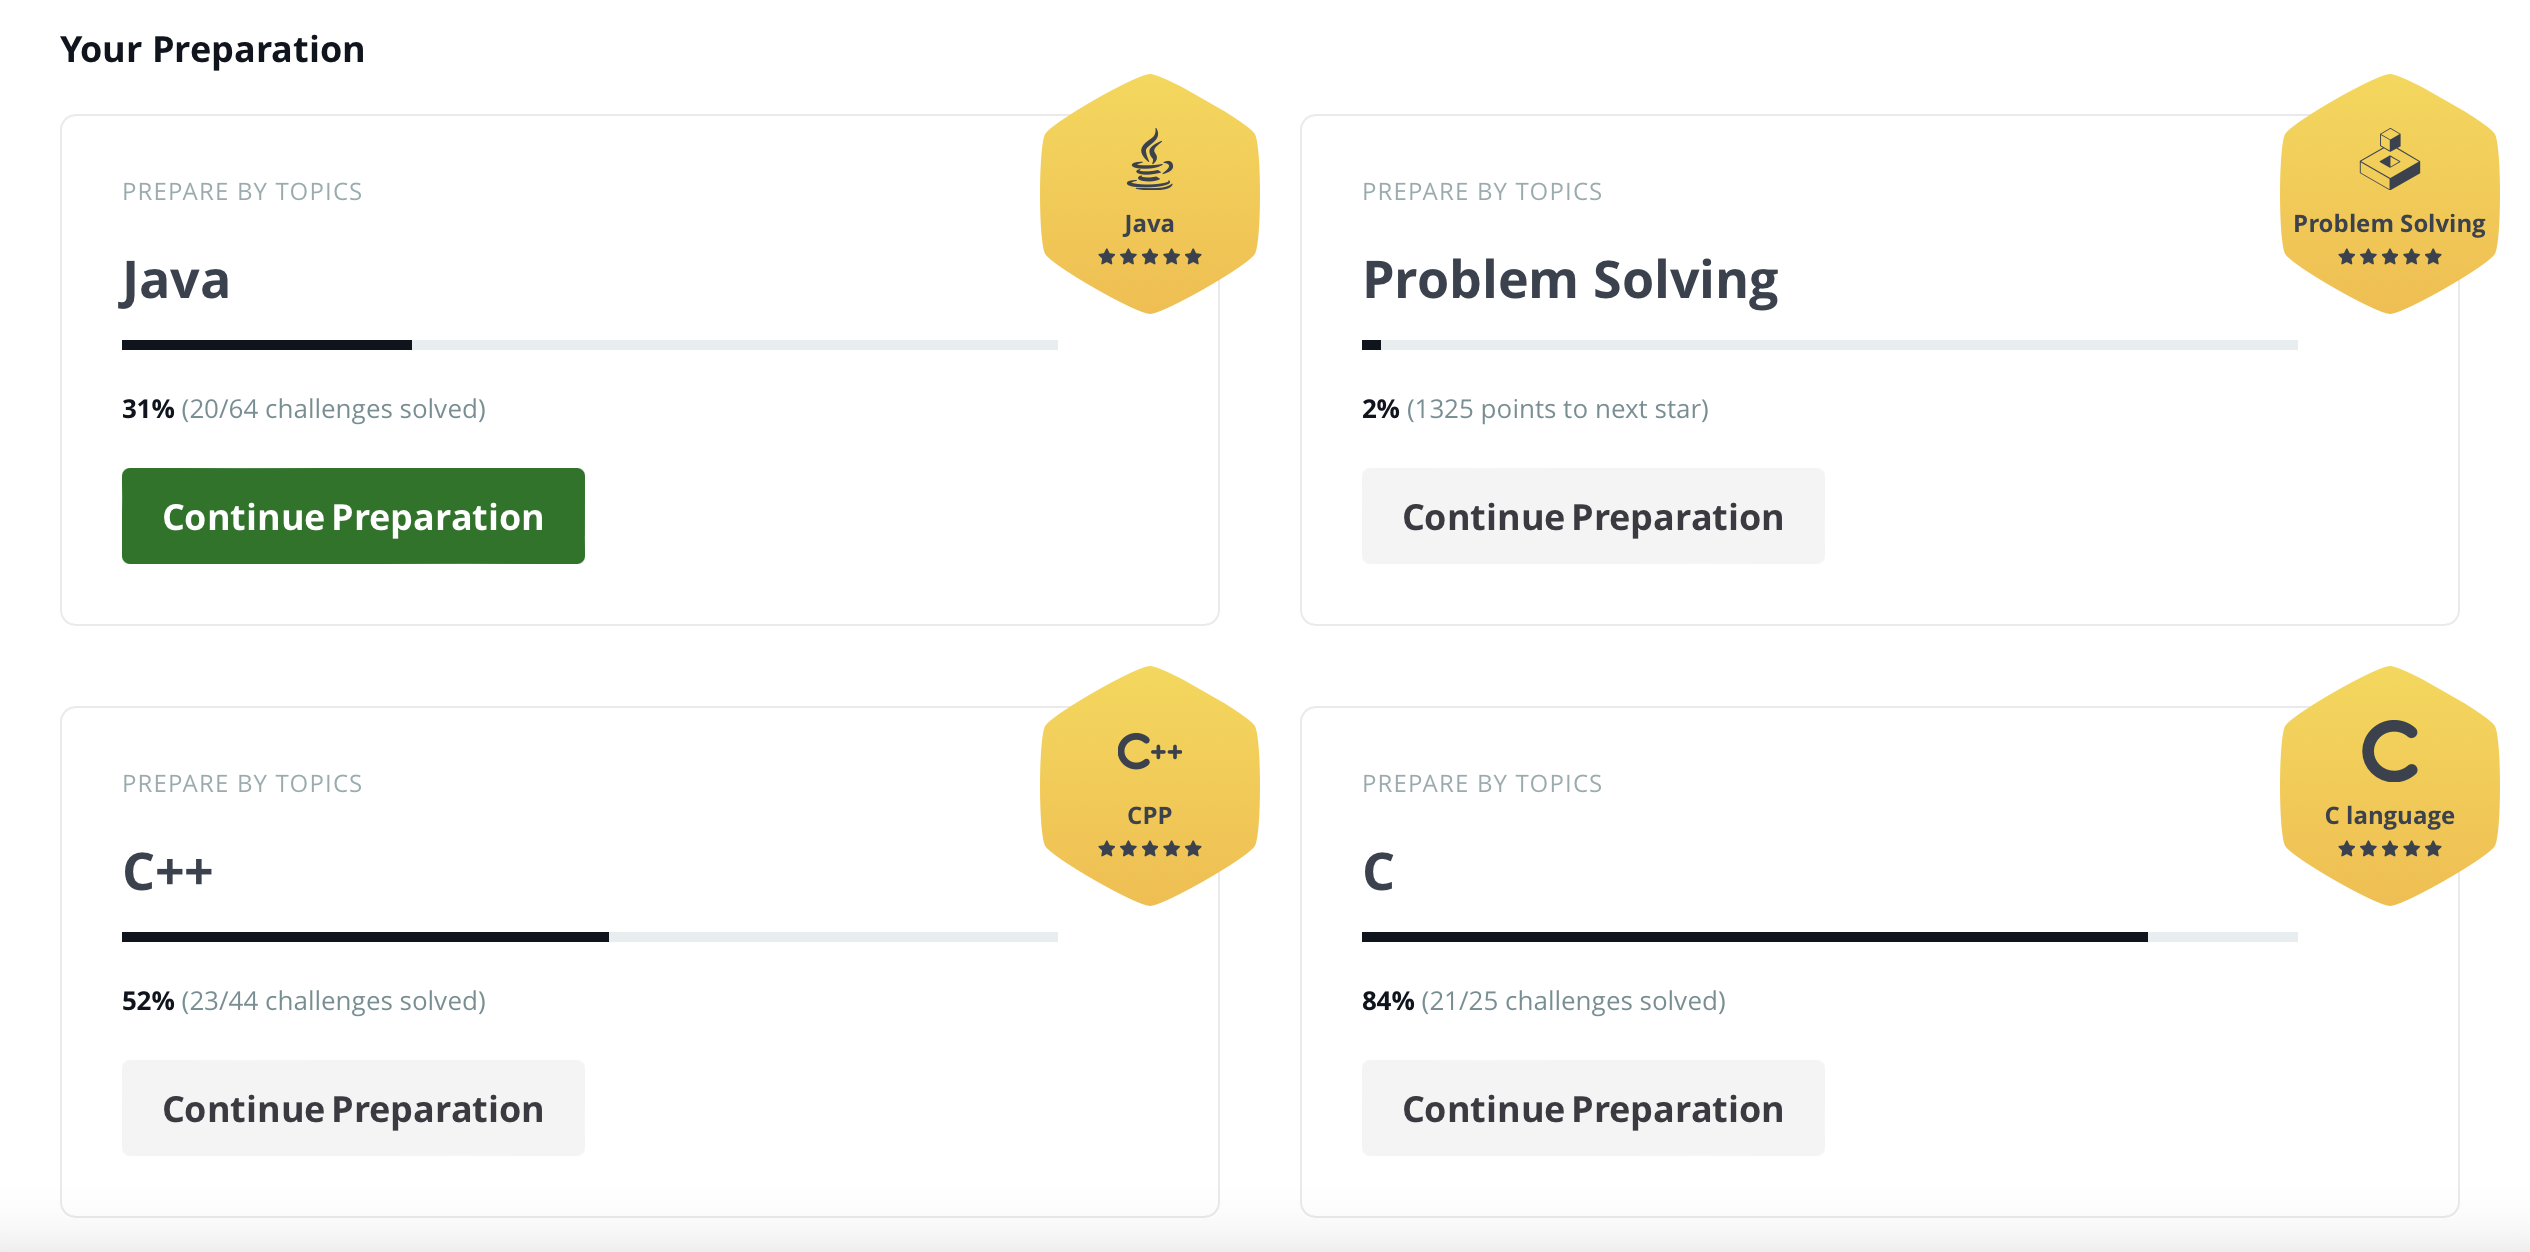 Your Preparation
PREPARE BY TOPICS
Java
31% (20/64 challenges solved)
Continue Preparation
Java
PREPARE BY TOPICS
Problem Solving
2% (1325 points to next star)
Continue Preparation
Problem Solving
PREPARE BY TOPICS
C++
52% (23/44 challenges solved)
Continue Preparation
C++
CPP
PREPARE BY TOPICS
C
84% (21/25 challenges solved)
Continue Preparation
C
C language